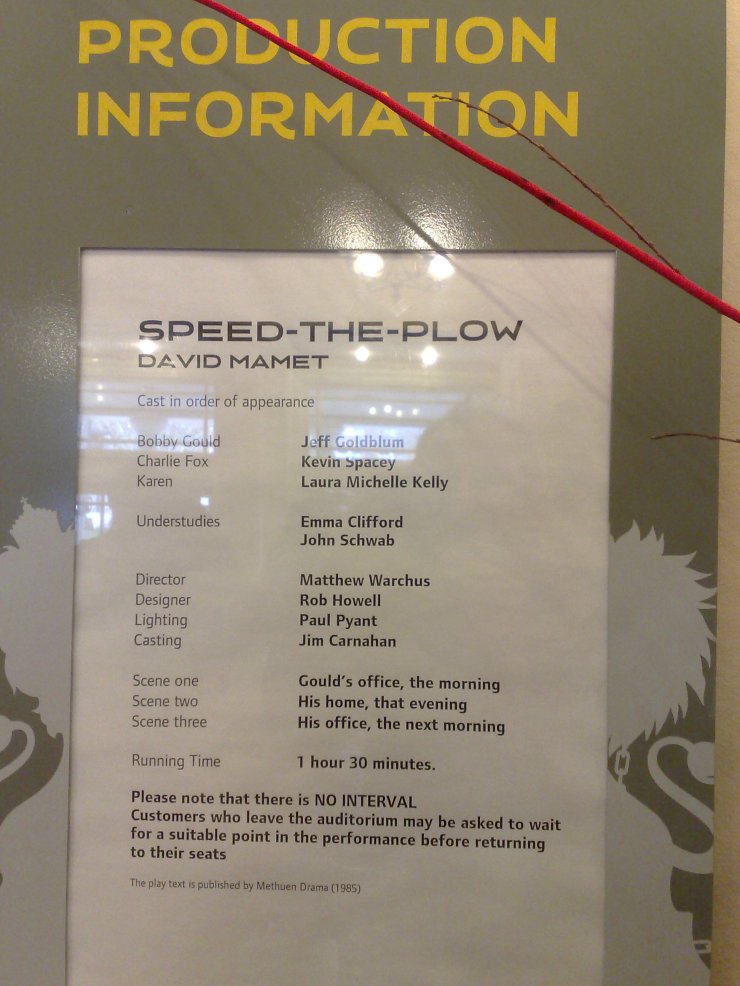 PRODUCTION
INFORMATION
SPEED-THE-PLOW
DAVID MAMET
Cast in order of appearance
Bobby Gould Jeff Goldblum
Charlie Fox Kevin Spacey
Karen Laura Michelle Kelly
Understudies Emma Clifford
John Schwab
Director Matthew Warchus
Designer Rob Howell
Lighting Paul Pyant
Casting Jim Carnahan
Scene one Gould's office, the morning
Scene two His home, that evening
Scene three His office, the next morning
Running Time 1 hour 30 minutes.
Please note that there is NO INTERVAL
Customers who leave the auditorium may be asked to wait
for a suitable point in the performance before returning
to their seats
The play text is published by Methuen Drama (1985)